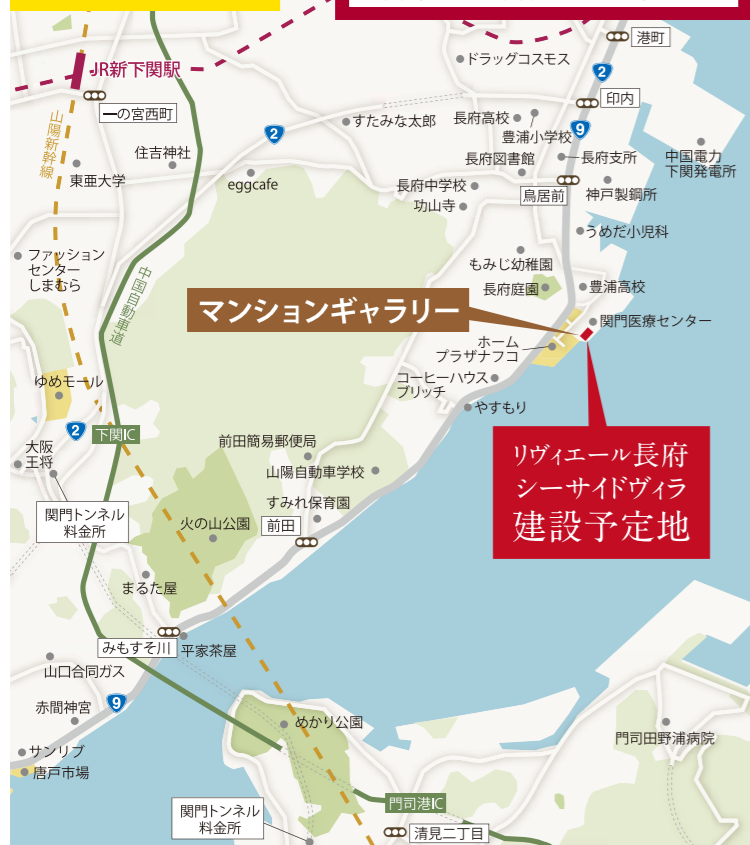 港町
ドラッグコスモス
JR新下関駅
2
一の宮西町
印内
すたみな太郎
長府高校
豊浦小学校
9
2
山陽新幹線
住吉神社
長府図書館
長府支所
中国電力
下関発電所
東亜大学
eggcafe
長府中学校
鳥居前
神戸製鋼所
功山寺
うめだ小児科
ファッション
センター
しまむら
もみじ幼稚園
中国自動車道
長府庭園
豊浦高校
マンションギャラリー
関門医療センター
ホーム
プラザナフコ
ゆめモール
コーヒーハウス
ブリッチ
やすもり
2
下関IC
大阪
王将
前田簡易郵便局
山陽自動車学校
リヴィエール長府
シーサイドヴィラ
建設予定地
関門トンネル
料金所
すみれ保育園
火の山公園
前田
まるた屋
みもすそ川
平家茶屋
山口合同ガス
赤間神宮
9
めかり公園
門司田野浦病院
サンリブ
唐戸市場
関門トンネル
料金所
門司港IC
清見二丁目